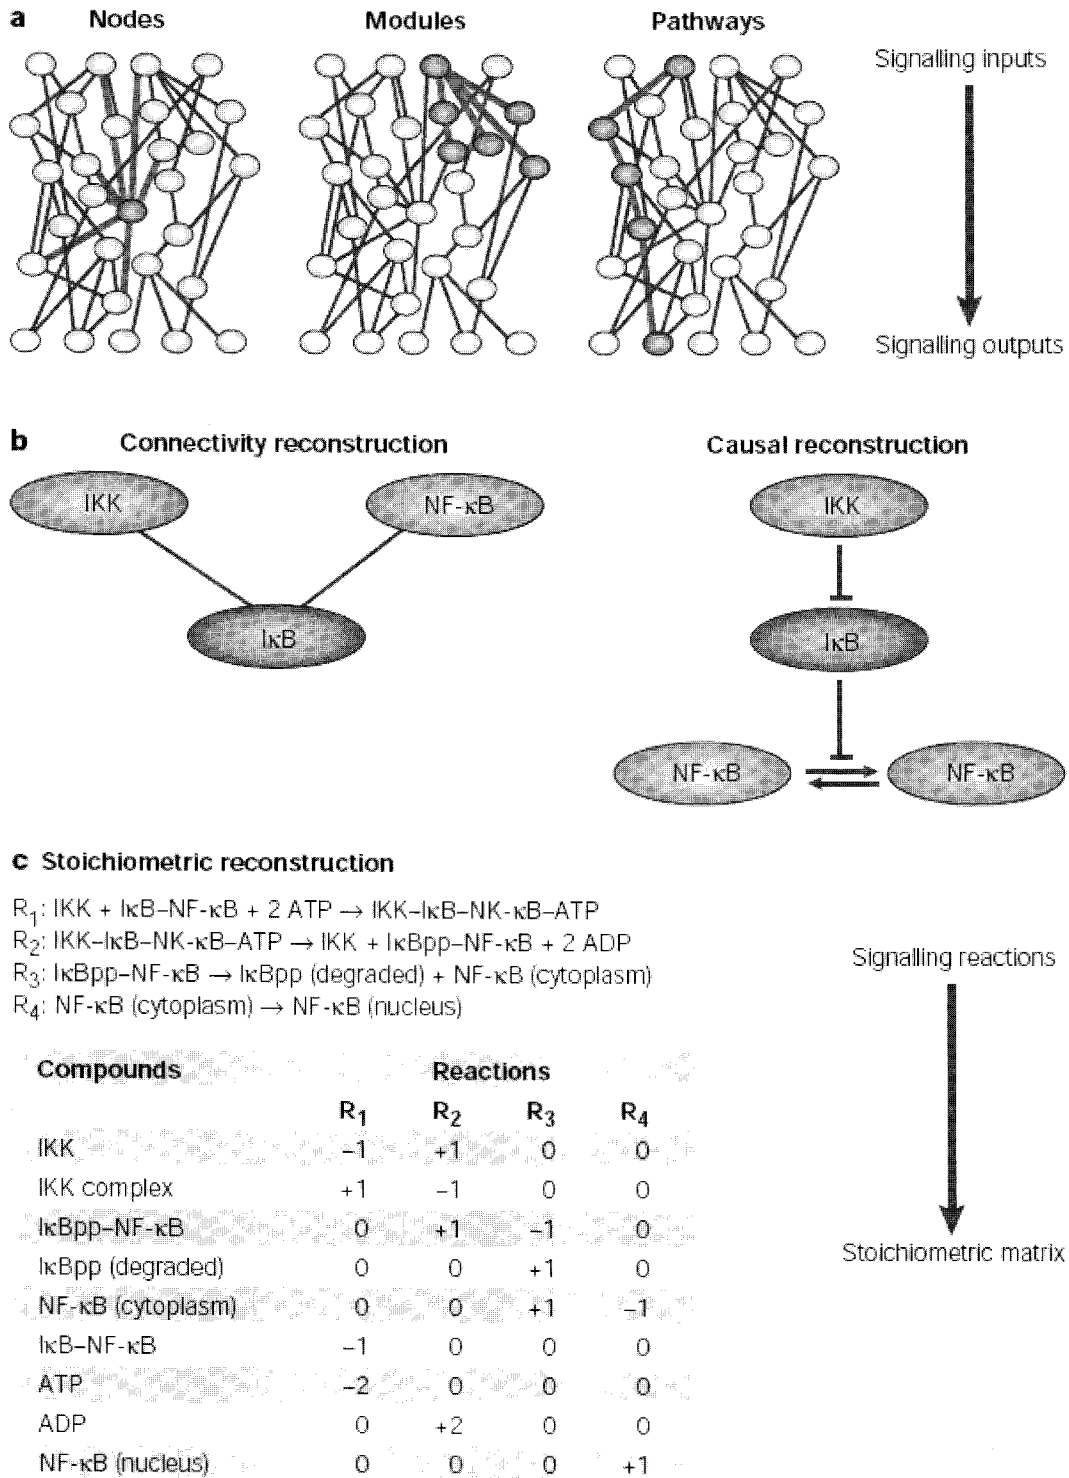 a Nodes Modules Pathways
Signalling inputs
Signalling outputs
b Connectivity reconstruction Causal reconstruction
IKK NF-κB IKK
IκB IκB
NF-κB NF-κB
c Stoichiometric reconstruction
R1: IKK + IκB–NF-κB + 2 ATP → IKK–IκB–NK-κB–ATP
R2: IKK–IκB–NK-κB–ATP → IKK + IκBpp–NF-κB + 2 ADP
R3: IκBpp–NF-κB → IκBpp (degraded) + NF-κB (cytoplasm)
R4: NF-κB (cytoplasm) → NF-κB (nucleus)
Signalling reactions
Stoichiometric matrix
Compounds Reactions
R1 R2 R3 R4
IKK –1 +1 0 0
IKK complex +1 –1 0 0
IκBpp–NF-κB 0 +1 –1 0
IκBpp (degraded) 0 0 +1 0
NF-κB (cytoplasm) 0 0 +1 –1
IκB–NF-κB –1 0 0 0
ATP –2 0 0 0
ADP 0 +2 0 0
NF-κB (nucleus) 0 0 0 +1